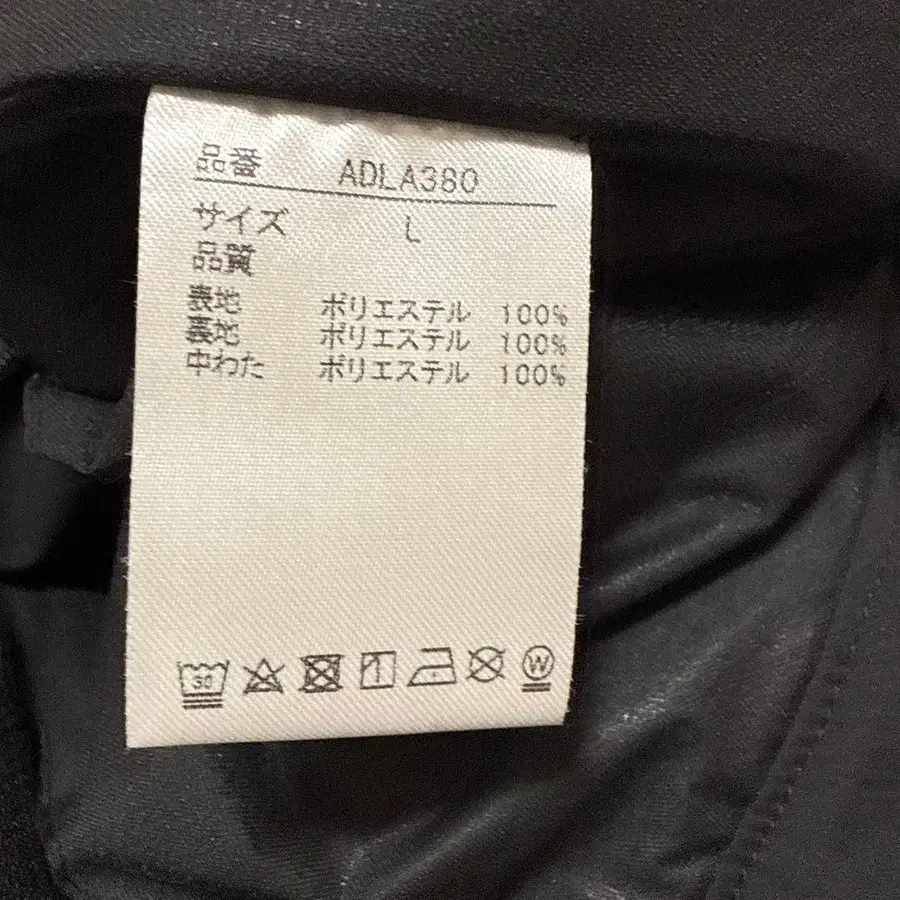 品番 ADLA380
サイズ L
品質
表地 ポリエステル 100%
裏地 ポリエステル 100%
中わた ポリエステル 100%
30 W